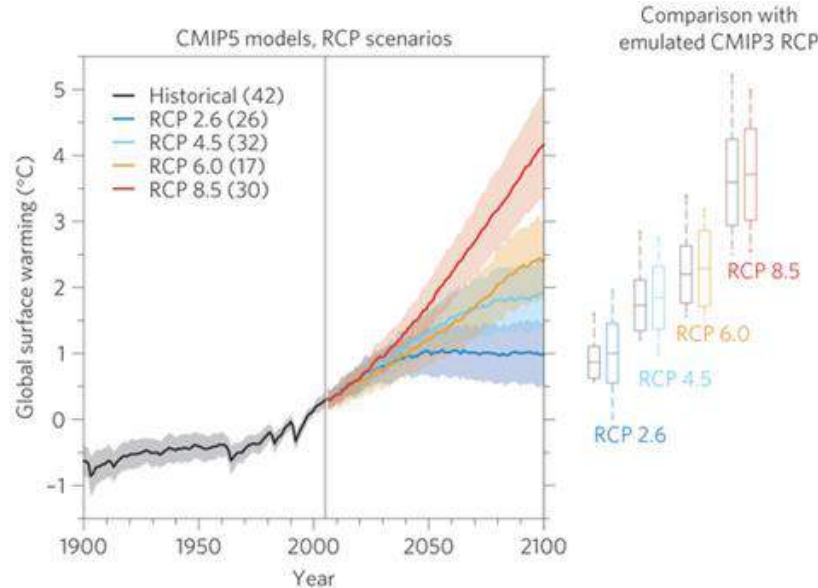 CMIP5 models, RCP scenarios
Comparison with
emulated CMIP3 RCP
Historical (42)
RCP 2.6 (26)
RCP 4.5 (32)
RCP 6.0 (17)
RCP 8.5 (30)
Global surface warming (°C)
5
4
3
2
1
0
−1
1900
1950
2000
2050
2100
Year
RCP 8.5
RCP 6.0
RCP 4.5
RCP 2.6